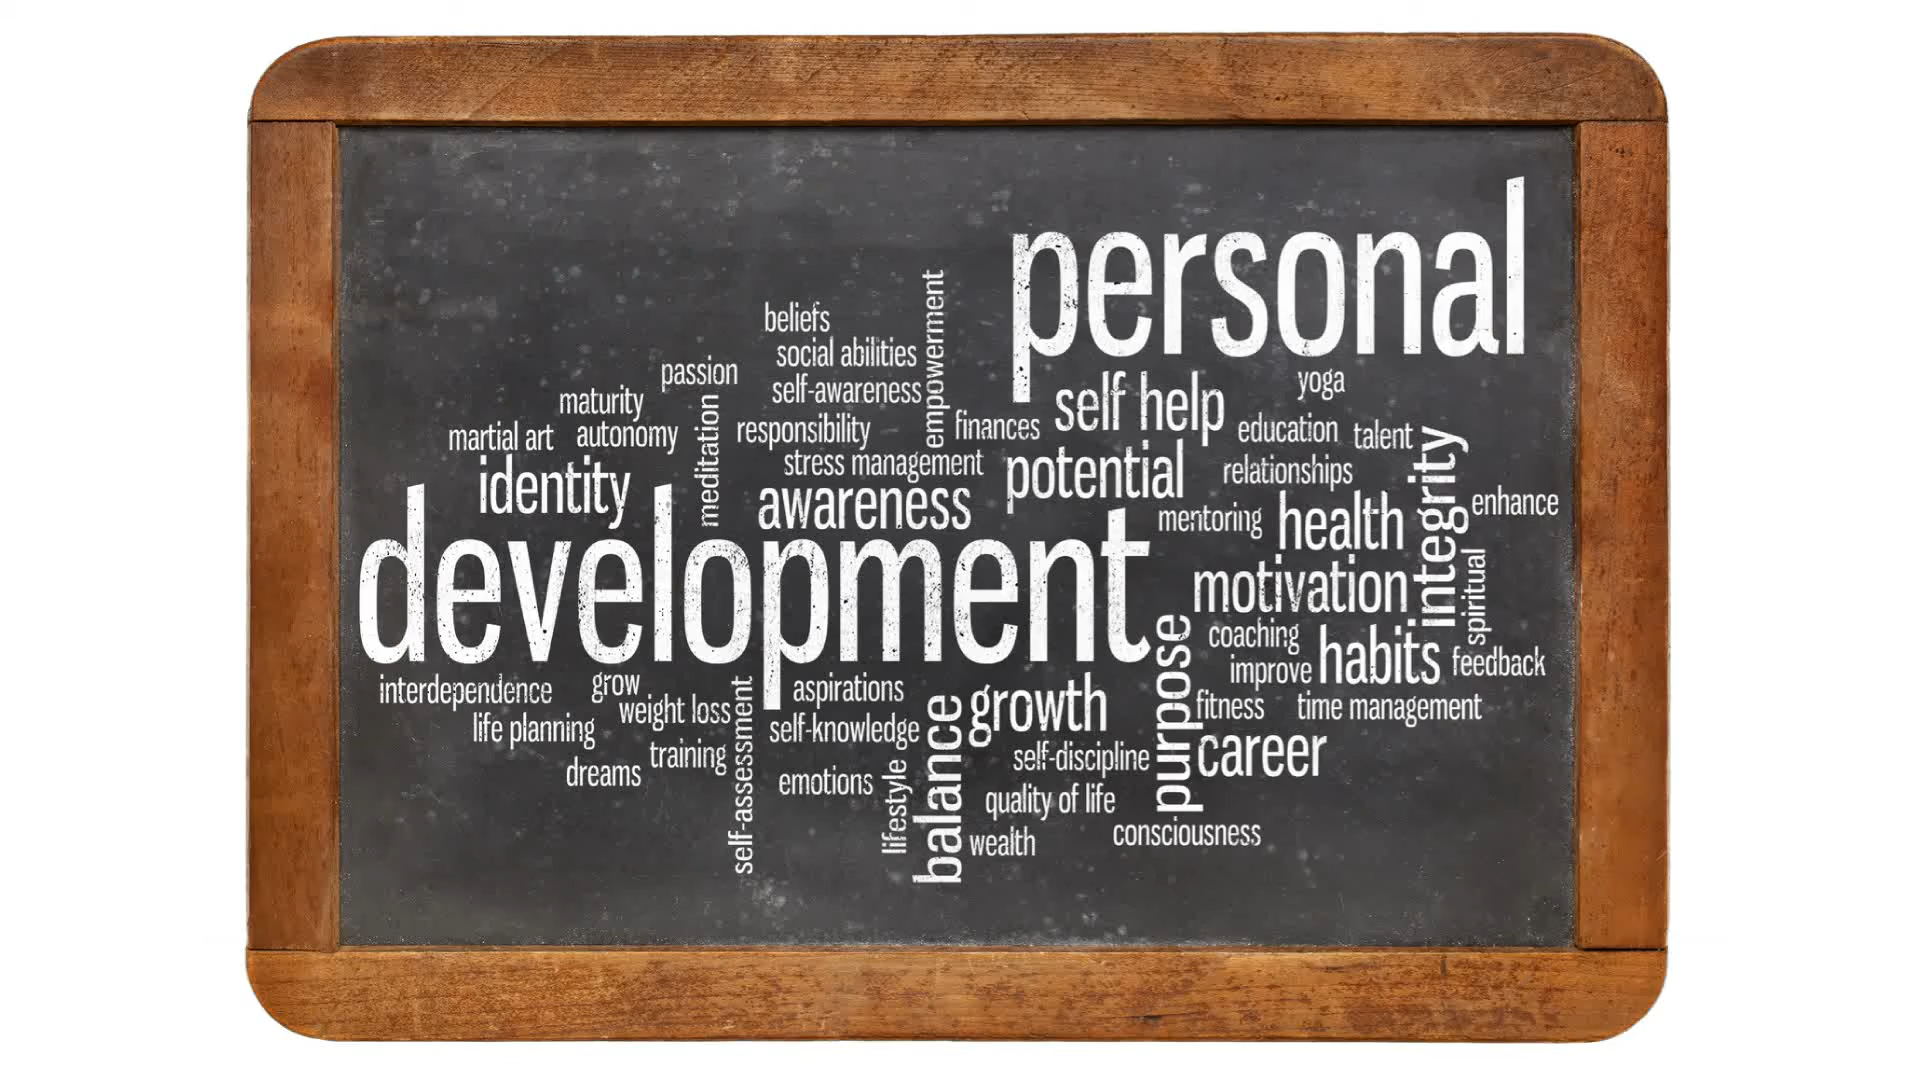 personal
beliefs
social abilities
empowerment
passion
self-awareness
self help
yoga
maturity
meditation
responsibility
finances
education
talent
martial art
autonomy
stress management
potential
relationships
integrity
identity
awareness
mentoring
health
enhance
development
motivation
spiritual
coaching
habits
feedback
improve
purpose
interdependence
grow
weight loss
aspirations
growth
fitness
time management
life planning
self-assessment
self-knowledge
balance
self-discipline
career
training
dreams
emotions
lifestyle
quality of life
wealth
consciousness